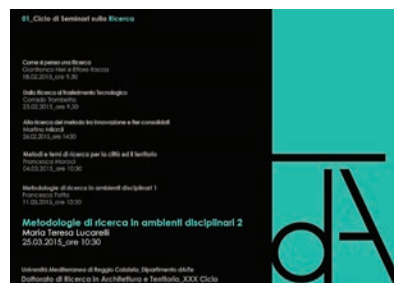 01_Ciclo di Seminari sulla Ricerca
Come si pensa una Ricerca
Gianfranco Neri e Ettore Rocca
18.02.2015_ore 9.30
Dalla Ricerca al Trasferimento Tecnologico
Corrado Trombetta
23.02.2015_ore 9.30
Alla ricerca del metodo tra innovazione e iter consolidati
Martino Milardi
26.02.2015_ore 1430
Metodi e temi di ricerca per la città ed il territorio
Francesca Moraci
04.03.2015_ore 10:30
Metodologie di ricerca in ambienti disciplinari 1
Francesca Fatta
11.03.2015_ore 10:30
Metodologie di ricerca in ambienti disciplinari 2
Maria Teresa Lucarelli
25.03.2015_ore 10:30
Università Mediterranea di Reggio Calabria, Dipartimento dArTe
Dottorato di Ricerca in Architettura e Territorio_XXX Ciclo
dA